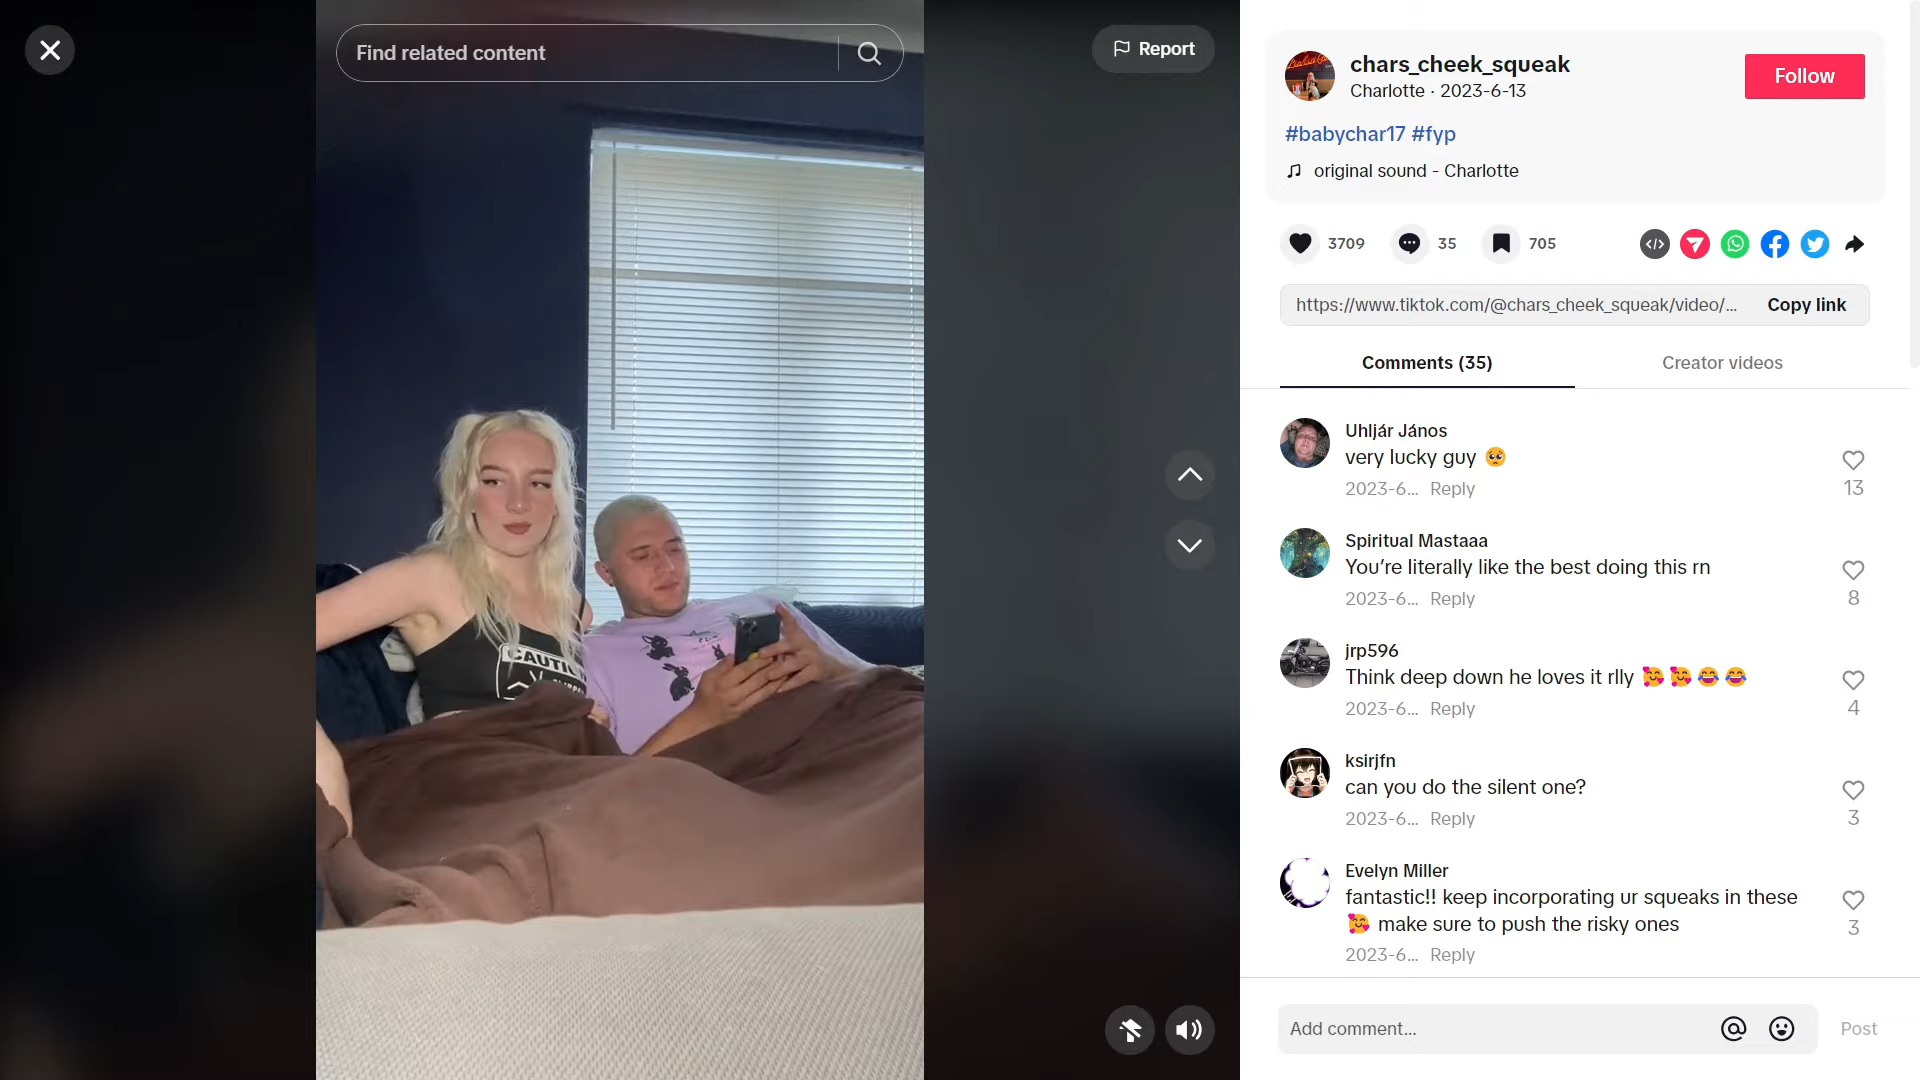 Find related content
Report
CAUTI
chars_cheek_squeak
Charlotte · 2023-6-13
Follow
#babychar17 #fyp
original sound - Charlotte
3709
35
705
https://www.tiktok.com/@chars_cheek_squeak/video/...
Copy link
Comments (35)
Creator videos
Uhljár János
very lucky guy 🥺
2023-6... Reply
13
Spiritual Mastaaa
You're literally like the best doing this rn
2023-6... Reply
8
jrp596
Think deep down he loves it rlly 🥰 🥰 😂 😂
2023-6... Reply
4
ksirjfn
can you do the silent one?
2023-6... Reply
3
Evelyn Miller
fantastic!! keep incorporating ur squeaks in these
🥰 make sure to push the risky ones
2023-6... Reply
3
Add comment...
Post